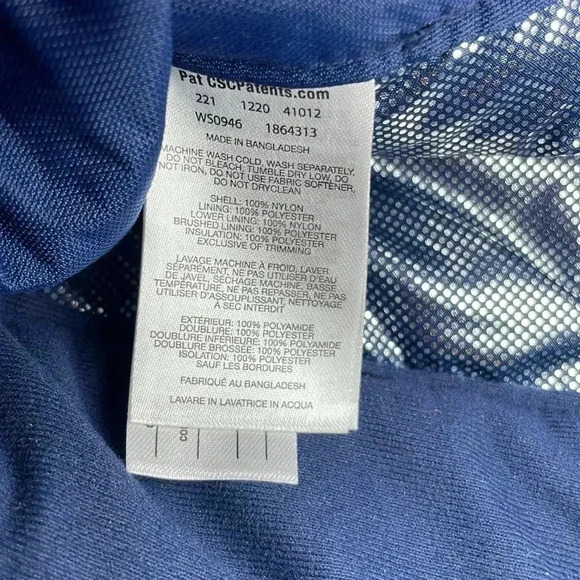 Pat CSCPatents.com
221 1220 41012
WS0946 1864313
MADE IN BANGLADESH
MACHINE WASH COLD, WASH SEPARATELY,
DO NOT BLEACH, TUMBLE DRY LOW, DO
NOT IRON, DO NOT USE FABRIC SOFTENER,
DO NOT DRYCLEAN
SHELL: 100% NYLON
LINING: 100% POLYESTER
LOWER LINING: 100% NYLON
BRUSHED LINING: 100% POLYESTER
INSULATION: 100% POLYESTER
EXCLUSIVE OF TRIMMING
LAVAGE MACHINE À FROID, LAVER
SÉPARÉMENT, NE PAS UTILISER D'EAU
DE JAVEL, SÉCHAGE MACHINE, BASSE
TEMPÉRATURE, NE PAS REPASSER, NE PAS
UTILISER D'ASSOUPLISSANT, NETTOYAGE
A SEC INTERDIT
EXTÉRIEUR: 100% POLYAMIDE
DOUBLURE: 100% POLYESTER
DOUBLURE INFÉRIEURE: 100% POLYAMIDE
DOUBLURE BROSSÉE: 100% POLYESTER
ISOLATION: 100% POLYESTER
SAUF LES BORDURES
FABRIQUÉ AU BANGLADESH
LAVARE IN LAVATRICE IN ACQUA